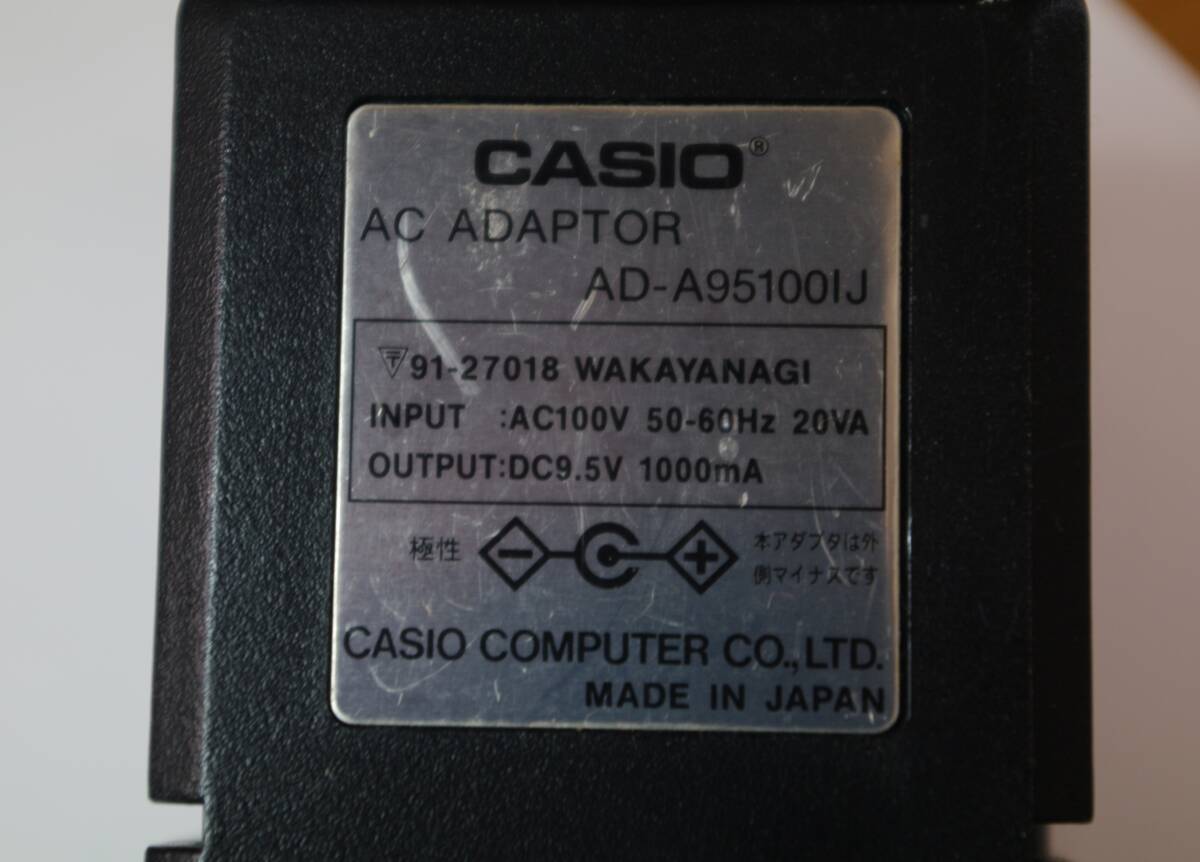 CASIO®
AC ADAPTOR
AD-A95100IJ
91-27018 WAKAYANAGI
INPUT :AC100V 50-60Hz 20VA
OUTPUT:DC9.5V 1000mA
極性 − + 本アダプタは外
側マイナスです
CASIO COMPUTER CO.,LTD.
MADE IN JAPAN